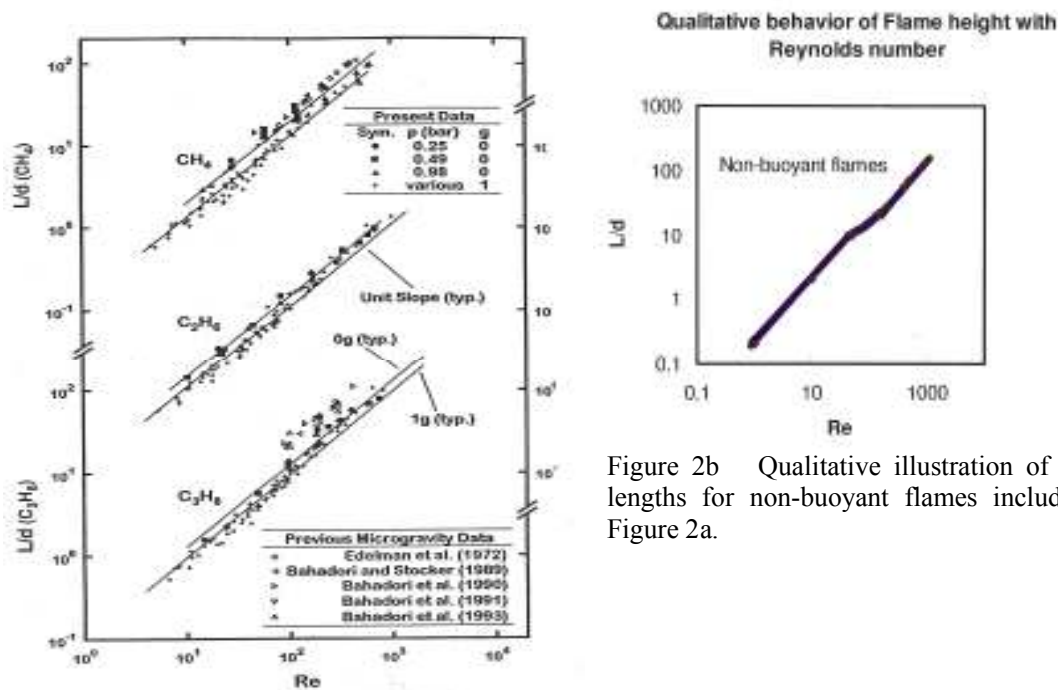 10²
10¹
10⁰
10⁻¹
10²
10¹
10⁰
10⁻¹
L/d (CH₄)
L/d (C₃H₈)
CH₄
C₂H₆
C₃H₈
Present Data
Sym. p (bar) g
0.25 0
0.49 0
0.98 0
various 1
Unit Slope (typ.)
0g (typ.)
1g (typ.)
Previous Microgravity Data
Edelman et al. (1972)
Bahadori and Stocker (1989)
Bahadori et al. (1990)
Bahadori et al. (1991)
Bahadori et al. (1993)
10⁰ 10¹ 10² 10³ 10⁴
Re
Qualitative behavior of Flame height with
Reynolds number
1000
100
10
1
0.1
L/d
Non-buoyant flames
0.1 10 1000
Re
Figure 2b Qualitative illustration of
lengths for non-buoyant flames includ
Figure 2a.